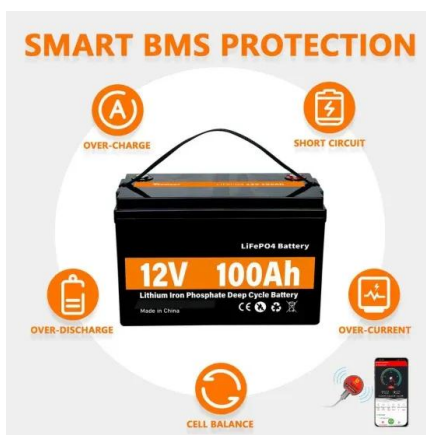 SMART BMS PROTECTION
A
OVER-CHARGE
SHORT CIRCUIT
LiFePO4 Battery
12V 100Ah
Lithium Iron Phosphate Deep Cycle Battery
Made in China
CE
OVER-DISCHARGE
OVER-CURRENT
CELL BALANCE